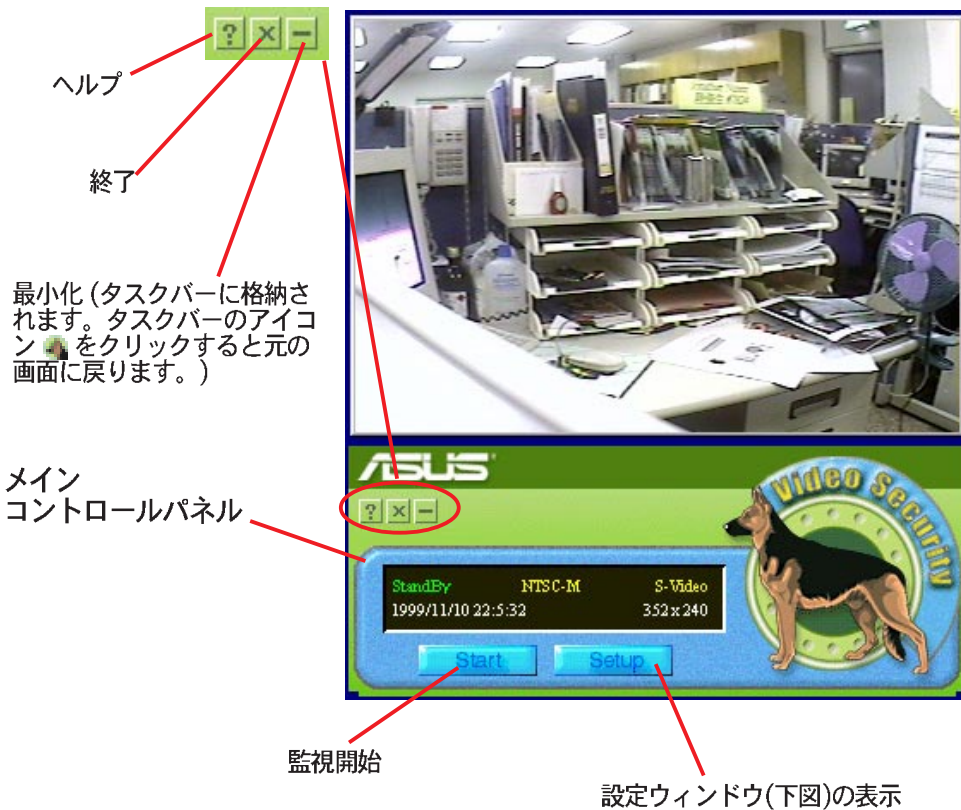 ? × −
ヘルプ
終了
最小化 (タスクバーに格納さ
れます。タスクバーのアイコ
ン をクリックすると元の
画面に戻ります。)
ASUS
Video Security
? × −
メイン
コントロールパネル
StandBy NTSC-M S-Video
1999/11/10 22:5:32 352 x 240
Start Setup
監視開始
設定ウィンドウ(下図)の表示